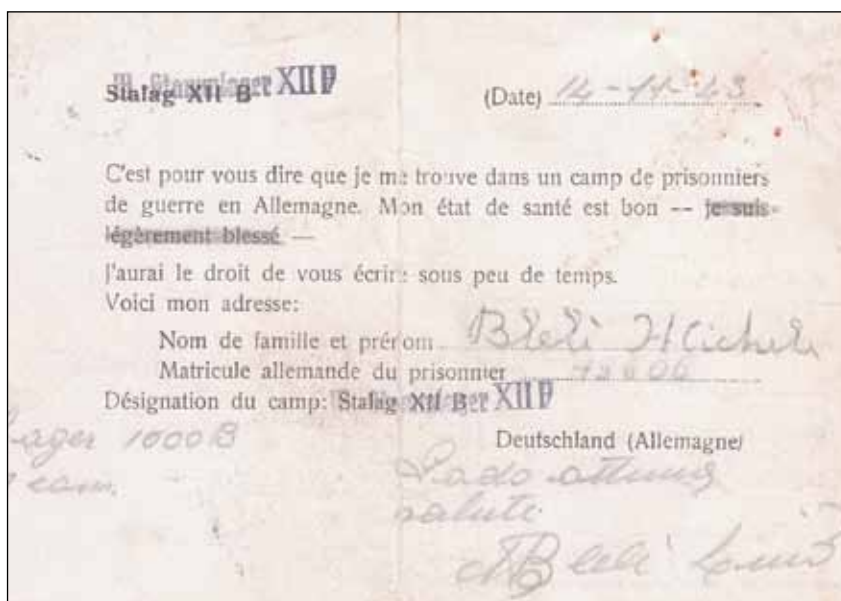 Stalag XII B Stammlager XII F
(Date) 14-11-43
C'est pour vous dire que je me trouve dans un camp de prisonniers
de guerre en Allemagne. Mon état de santé est bon -- je suis
légèrement blessé —
J'aurai le droit de vous écrire sous peu de temps.
Voici mon adresse:
Nom de famille et prénom
Matricule allemande du prisonnier
Désignation du camp: Stalag XII B XII F
Deutschland (Allemagne)
Lager 1000B
salute